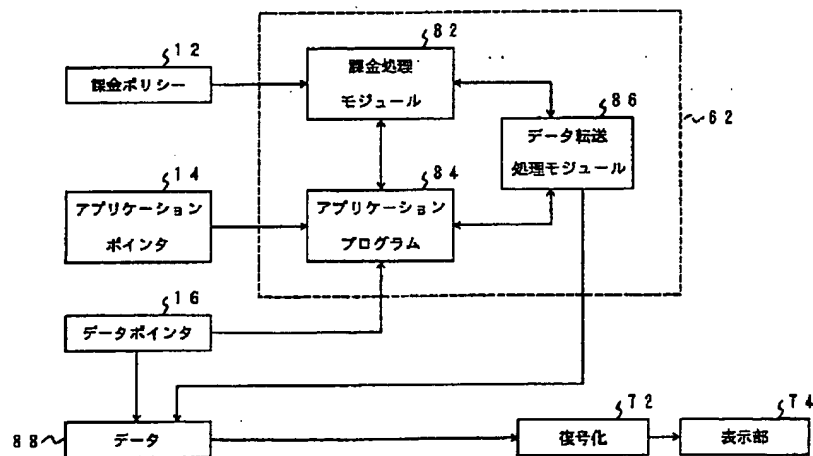 12
課金ポリシー
82
課金処理
モジュール
86
データ転送
処理モジュール
62
14
アプリケーション
ポインタ
84
アプリケーション
プログラム
16
データポインタ
88
データ
72
復号化
74
表示部